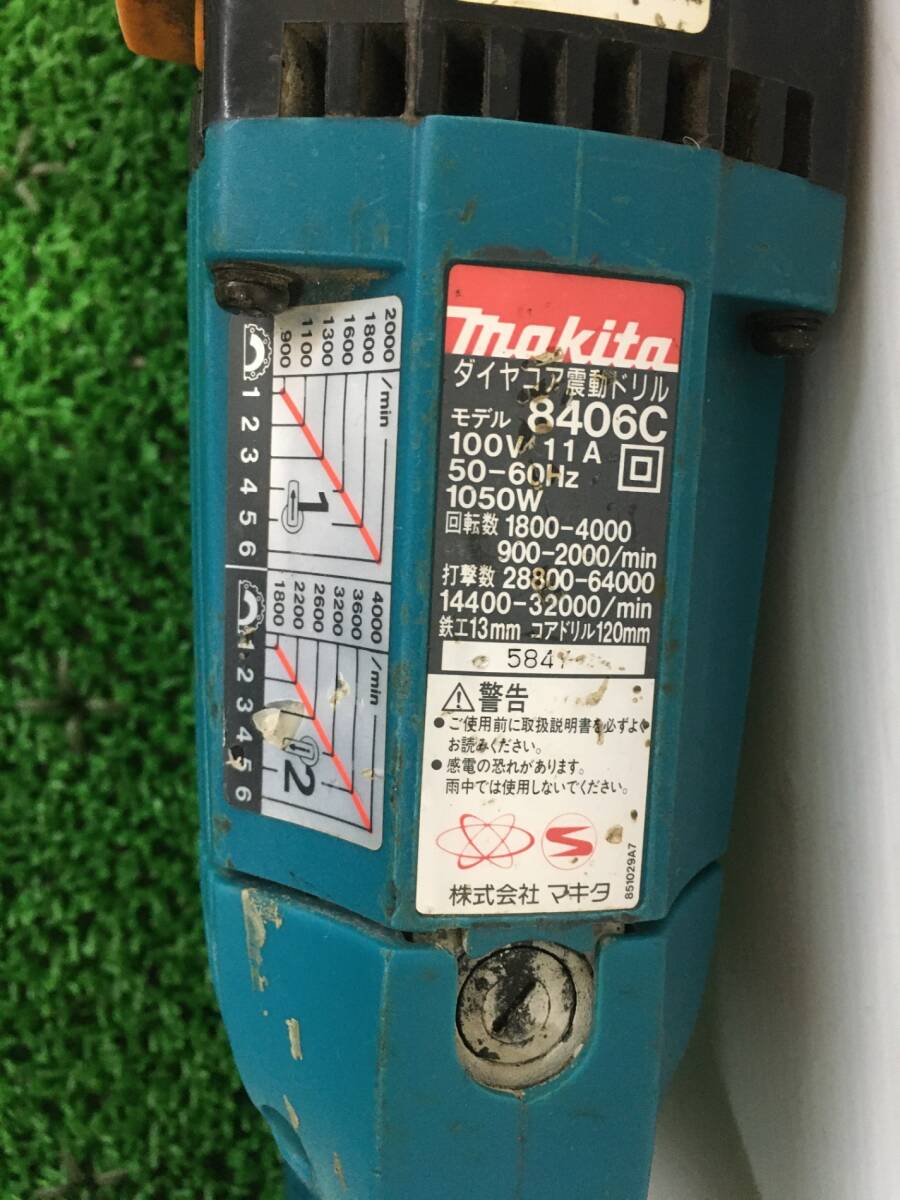 makita
ダイヤコア震動ドリル
モデル 8406C
100V 11A
50-60Hz
1050W
回転数 1800-4000
900-2000/min
打撃数 28800-64000
14400-32000/min
鉄工13mm コアドリル120mm
警告
● ご使用前に取扱説明書を必ずよく
お読みください。
● 感電の恐れがあります。
雨中では使用しないでください。
株式会社 マキタ
851029A7
/min
2000
1800
1600
1300
1100
900
1 2 3 4 5 6
1
/min
4000
3600
3200
2600
2200
1800
1 2 3 4 5 6
2